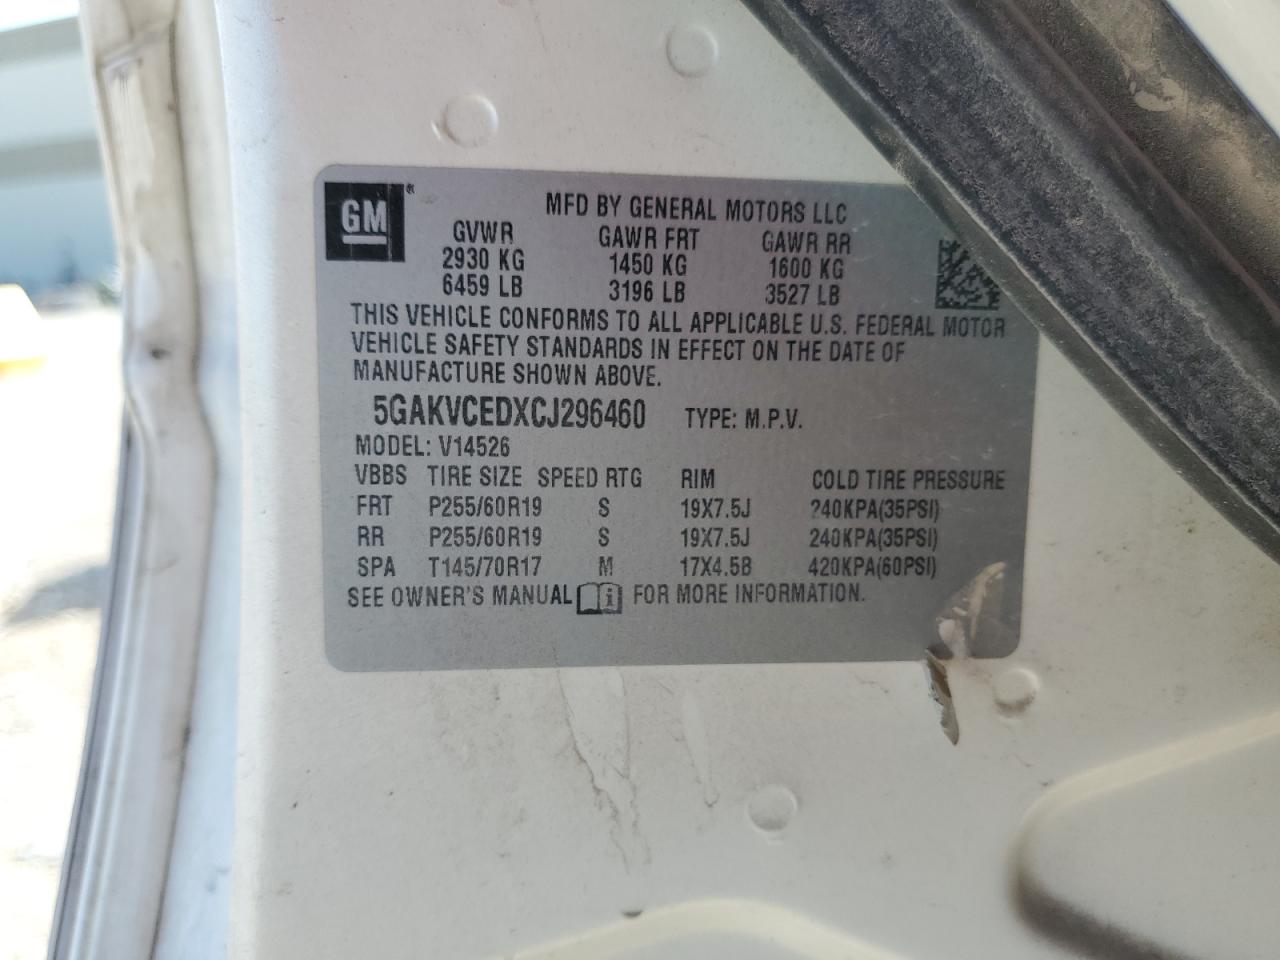 GM®
MFD BY GENERAL MOTORS LLC
GVWR GAWR FRT GAWR RR
2930 KG 1450 KG 1600 KG
6459 LB 3196 LB 3527 LB
THIS VEHICLE CONFORMS TO ALL APPLICABLE U.S. FEDERAL MOTOR
VEHICLE SAFETY STANDARDS IN EFFECT ON THE DATE OF
MANUFACTURE SHOWN ABOVE.
5GAKVCEDXCJ296460 TYPE: M.P.V.
MODEL: V14526
VBBS TIRE SIZE SPEED RTG RIM COLD TIRE PRESSURE
FRT P255/60R19 S 19X7.5J 240KPA(35PSI)
RR P255/60R19 S 19X7.5J 240KPA(35PSI)
SPA T145/70R17 M 17X4.5B 420KPA(60PSI)
SEE OWNER'S MANUAL i FOR MORE INFORMATION.